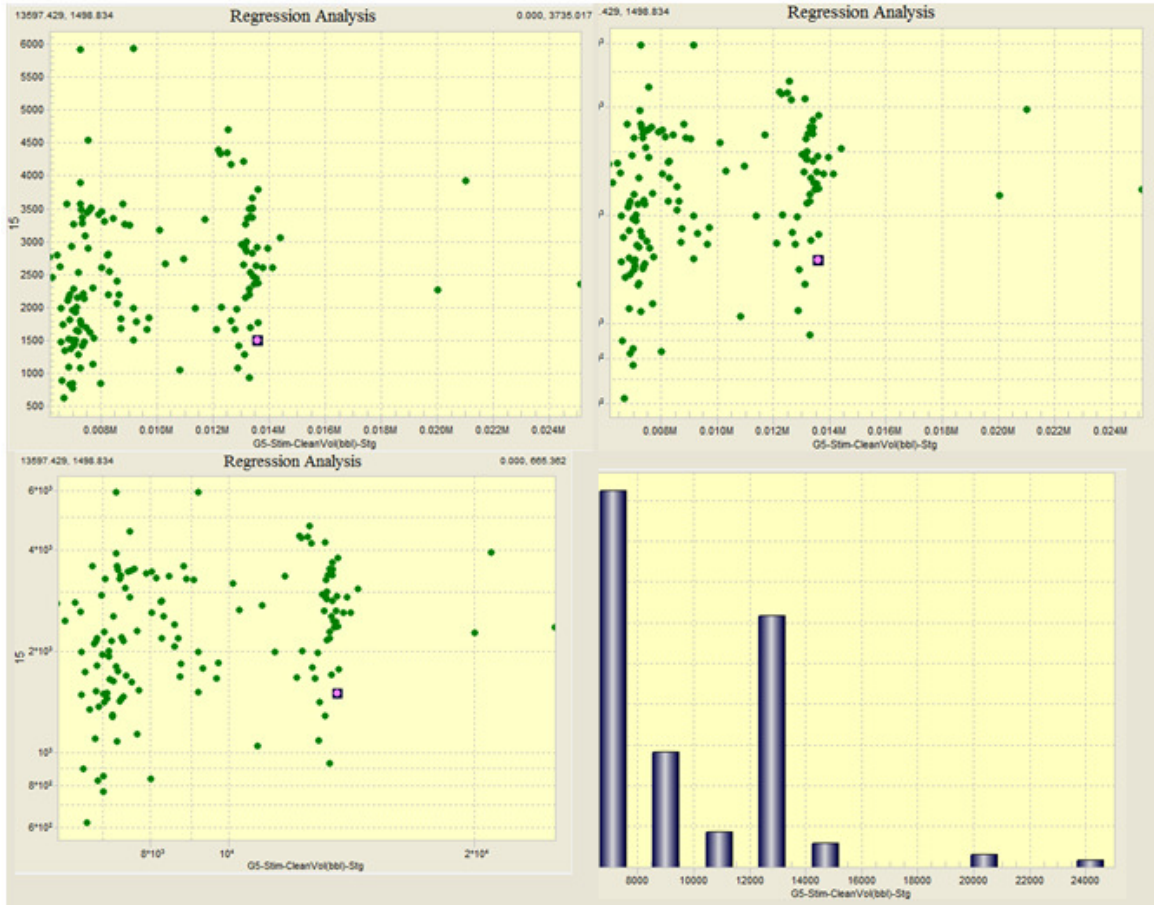 13597.429, 1498.834 Regression Analysis 0.000, 3735.017
6000
5500
5000
4500
4000
3500
3000
15
2500
2000
1500
1000
500
0.008M 0.010M 0.012M 0.014M 0.016M 0.018M 0.020M 0.022M 0.024M
G5-Stim-CleanVol(bbl)-Stg
.429, 1498.834 Regression Analysis
0.008M 0.010M 0.012M 0.014M 0.016M 0.018M 0.020M 0.022M 0.024M
G5-Stim-CleanVol(bbl)-Stg
13597.429, 1498.834 Regression Analysis 0.000, 665.362
6*10³
4*10³
15
2*10³
10³
8*10²
6*10²
8*10³ 10⁴ 2*10⁴
G5-Stim-CleanVol(bbl)-Stg
8000 10000 12000 14000 16000 18000 20000 22000 24000
G5-Stim-CleanVol(bbl)-Stg